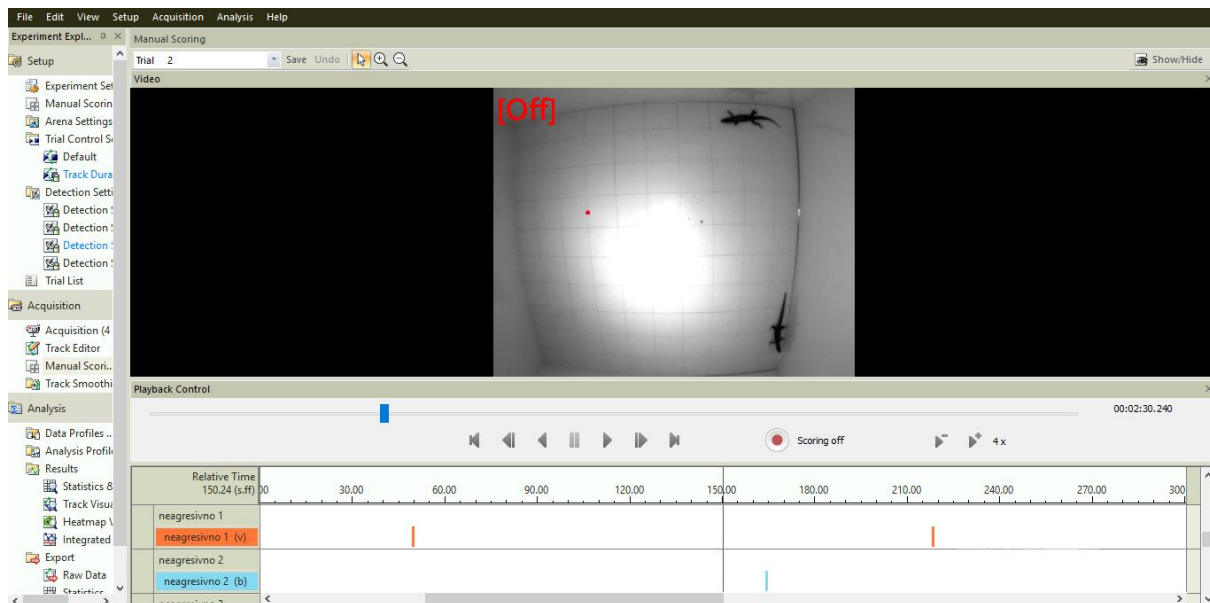 File Edit View Setup Acquisition Analysis Help
Experiment Expl...
Setup
Experiment Set
Manual Scorin
Arena Settings
Trial Control S
Default
Track Dura
Detection Setti
Detection
Detection
Detection
Detection
Trial List
Acquisition
Acquisition (4
Track Editor
Manual Scori...
Track Smoothi
Analysis
Data Profiles ...
Analysis Profil
Results
Statistics &
Track Visua
Heatmap V
Integrated
Export
Raw Data
Statistics
Manual Scoring
Trial 2 Save Undo Show/Hide
Video
[Off]
Playback Control
00:02:30.240
Scoring off 4 x
Relative Time
150.24 (s.ff) 00 30.00 60.00 90.00 120.00 150.00 180.00 210.00 240.00 270.00 300
neagresivno 1
neagresivno 1 (v)
neagresivno 2
neagresivno 2 (b)